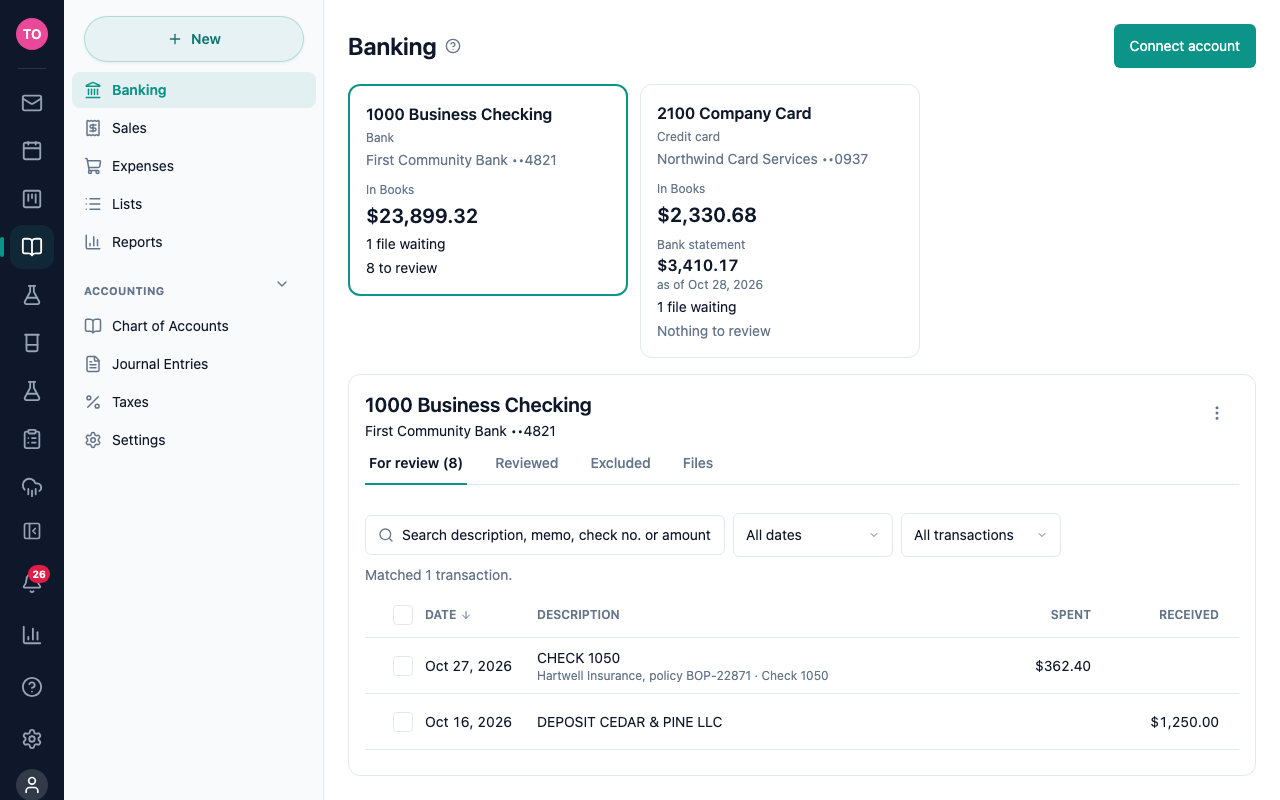 TO
26
New
Banking
Sales
Expenses
Lists
Reports
ACCOUNTING
Chart of Accounts
Journal Entries
Taxes
Settings
Banking
Connect account
1000 Business Checking
Bank
First Community Bank ••4821
In Books
$23,899.32
1 file waiting
8 to review
2100 Company Card
Credit card
Northwind Card Services ••0937
In Books
$2,330.68
Bank statement
$3,410.17
as of Oct 28, 2026
1 file waiting
Nothing to review
1000 Business Checking
First Community Bank ••4821
For review (8) Reviewed Excluded Files
Search description, memo, check no. or amount All dates All transactions
Matched 1 transaction.
DATE DESCRIPTION SPENT RECEIVED
Oct 27, 2026 CHECK 1050 $362.40
Hartwell Insurance, policy BOP-22871 · Check 1050
Oct 16, 2026 DEPOSIT CEDAR & PINE LLC $1,250.00